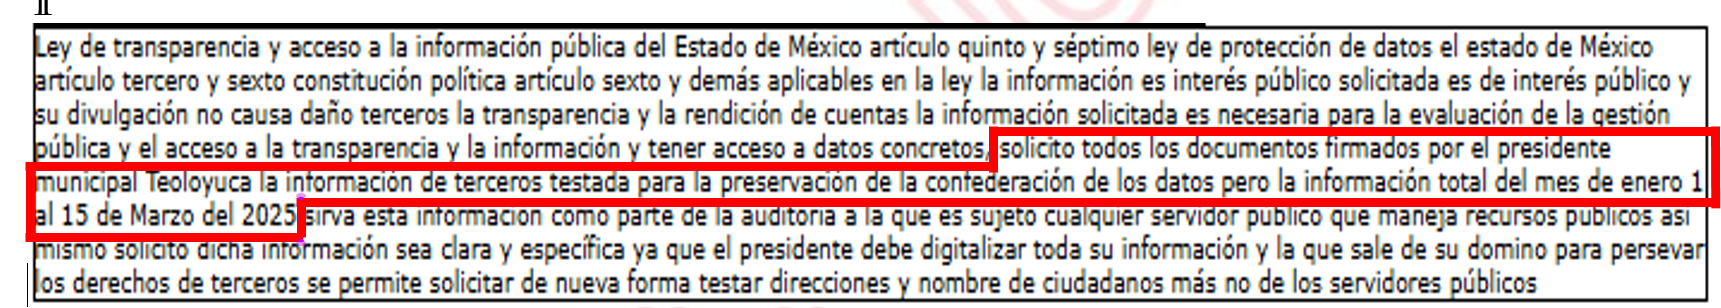 Ley de transparencia y acceso a la información pública del Estado de México artículo quinto y séptimo ley de protección de datos el estado de México
artículo tercero y sexto constitución política artículo sexto y demás aplicables en la ley la información es interés público solicitada es de interés público y
su divulgación no causa daño terceros la transparencia y la rendición de cuentas la información solicitada es necesaria para la evaluación de la gestión
pública y el acceso a la transparencia y la información y tener acceso a datos concretos, solicito todos los documentos firmados por el presidente
municipal Teoloyuca la información de terceros testada para la preservación de la confederación de los datos pero la información total del mes de enero 1
al 15 de Marzo del 2025 sirva esta información como parte de la auditoria a la que es sujeto cualquier servidor público que maneja recursos públicos así
mismo solicito dicha información sea clara y específica ya que el presidente debe digitalizar toda su información y la que sale de su domino para persevar
los derechos de terceros se permite solicitar de nueva forma testar direcciones y nombre de ciudadanos más no de los servidores públicos